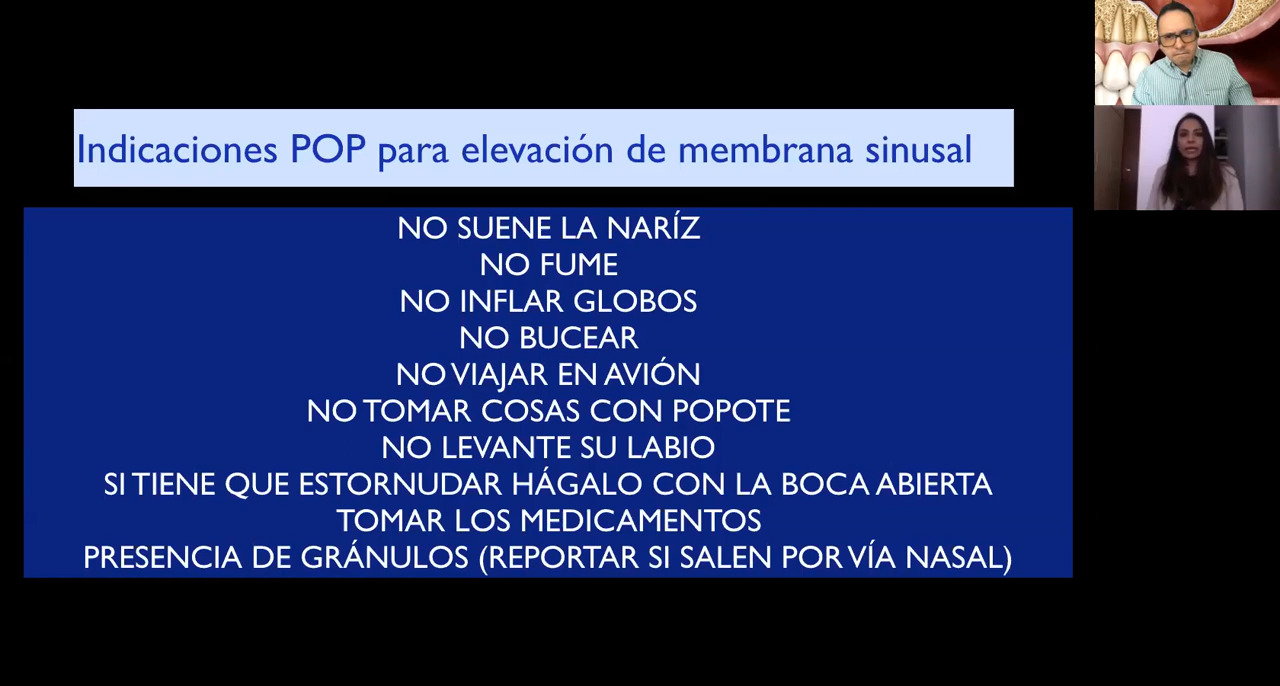 Indicaciones POP para elevación de membrana sinusal
NO SUENE LA NARÍZ
NO FUME
NO INFLAR GLOBOS
NO BUCEAR
NO VIAJAR EN AVIÓN
NO TOMAR COSAS CON POPOTE
NO LEVANTE SU LABIO
SI TIENE QUE ESTORNUDAR HÁGALO CON LA BOCA ABIERTA
TOMAR LOS MEDICAMENTOS
PRESENCIA DE GRÁNULOS (REPORTAR SI SALEN POR VÍA NASAL)